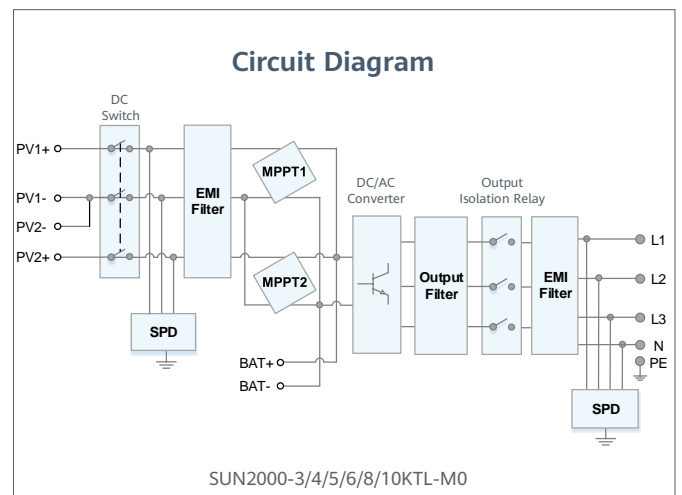 Circuit Diagram
DC
Switch
PV1+
PV1-
PV2-
PV2+
EMI
Filter
MPPT1
MPPT2
SPD
BAT+
BAT-
DC/AC
Converter
Output
Filter
Output
Isolation Relay
EMI
Filter
L1
L2
L3
N
PE
SPD
SUN2000-3/4/5/6/8/10KTL-M0